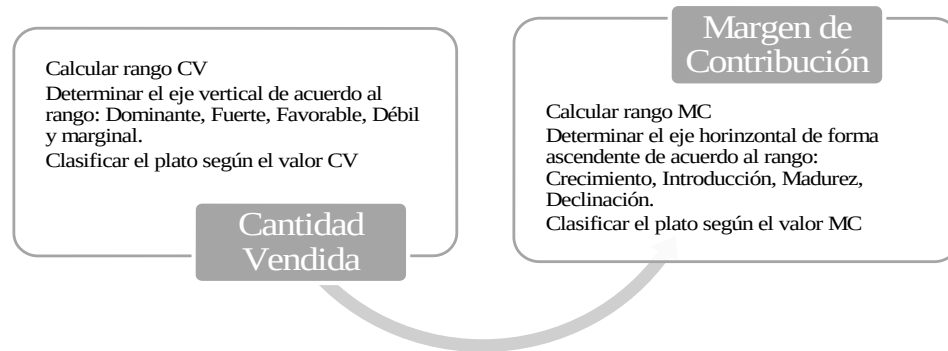 Calcular rango CV
Determinar el eje vertical de acuerdo al
rango: Dominante, Fuerte, Favorable, Débil
y marginal.
Clasificar el plato según el valor CV
Cantidad
Vendida
Margen de
Contribución
Calcular rango MC
Determinar el eje horinzontal de forma
ascendente de acuerdo al rango:
Crecimiento, Introducción, Madurez,
Declinación.
Clasificar el plato según el valor MC